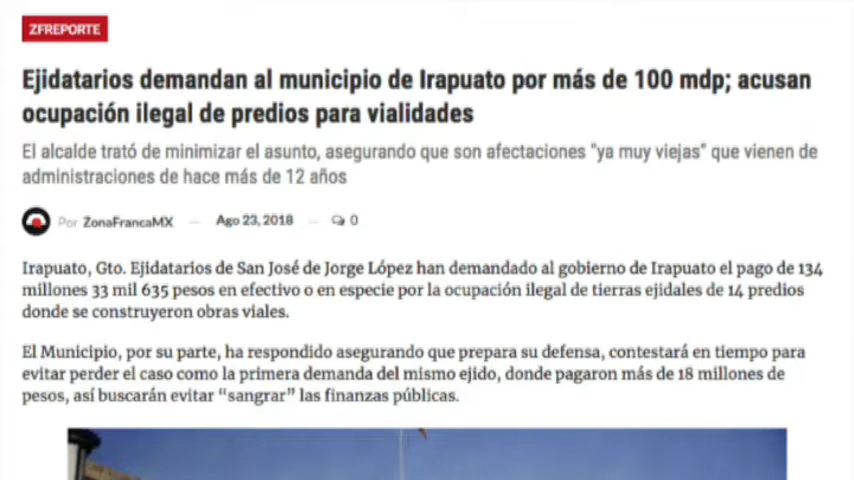 ZFREPORTE
Ejidatarios demandan al municipio de Irapuato por más de 100 mdp; acusan
ocupación ilegal de predios para vialidades
El alcalde trató de minimizar el asunto, asegurando que son afectaciones "ya muy viejas" que vienen de
administraciones de hace más de 12 años
Por ZonaFrancaMX — Ago 23, 2018 — 0
Irapuato, Gto. Ejidatarios de San José de Jorge López han demandado al gobierno de Irapuato el pago de 134
millones 33 mil 635 pesos en efectivo o en especie por la ocupación ilegal de tierras ejidales de 14 predios
donde se construyeron obras viales.
El Municipio, por su parte, ha respondido asegurando que prepara su defensa, contestará en tiempo para
evitar perder el caso como la primera demanda del mismo ejido, donde pagaron más de 18 millones de
pesos, así buscarán evitar “sangrar” las finanzas públicas.